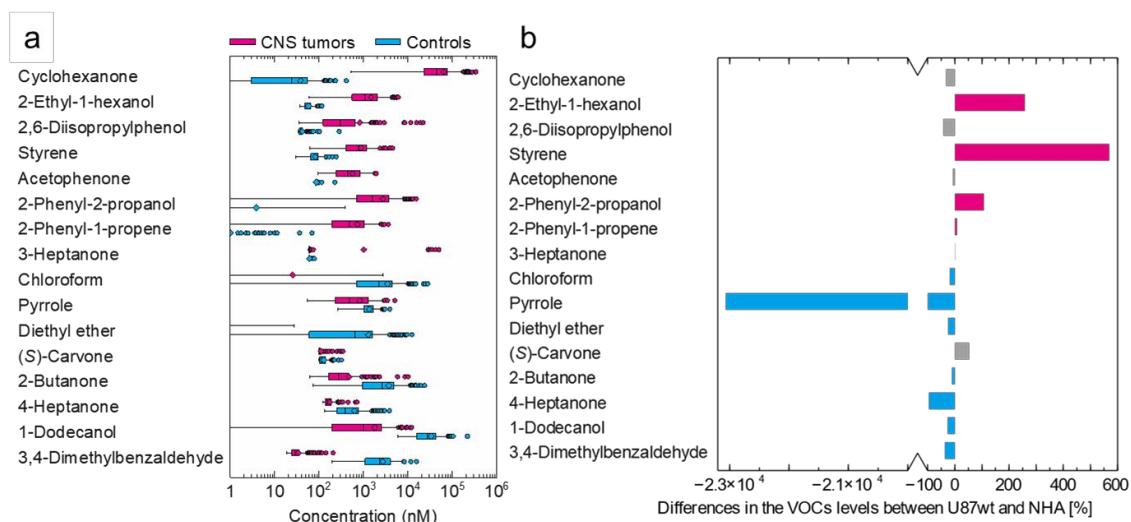 a
CNS tumors
Controls
Cyclohexanone
2-Ethyl-1-hexanol
2,6-Diisopropylphenol
Styrene
Acetophenone
2-Phenyl-2-propanol
2-Phenyl-1-propene
3-Heptanone
Chloroform
Pyrrole
Diethyl ether
(S)-Carvone
2-Butanone
4-Heptanone
1-Dodecanol
3,4-Dimethylbenzaldehyde
1 10² 10³ 10⁴ 10⁵ 10⁶
Concentration (nM)
b
Cyclohexanone
2-Ethyl-1-hexanol
2,6-Diisopropylphenol
Styrene
Acetophenone
2-Phenyl-2-propanol
2-Phenyl-1-propene
3-Heptanone
Chloroform
Pyrrole
Diethyl ether
(S)-Carvone
2-Butanone
4-Heptanone
1-Dodecanol
3,4-Dimethylbenzaldehyde
−2.3×10⁴ −2.1×10⁴ −100 0 200 400 600
Differences in the VOCs levels between U87wt and NHA [%]